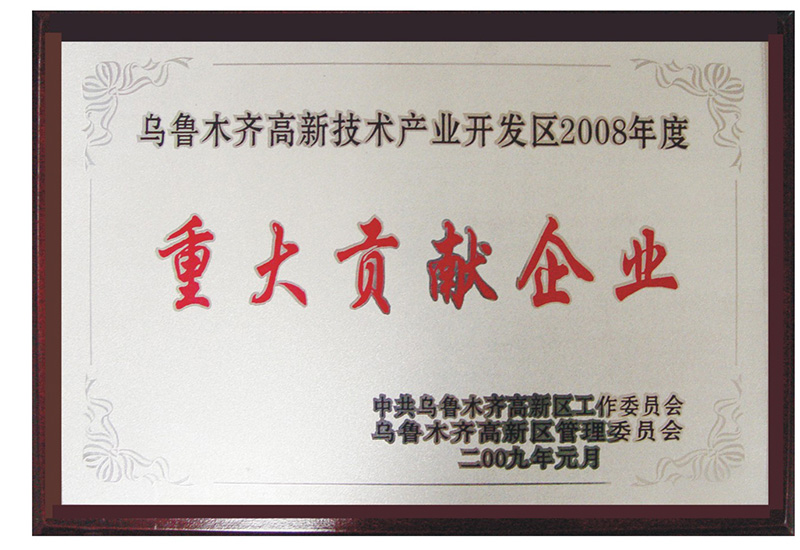 乌鲁木齐高新技术产业开发区2008年度
重大贡献企业
中共乌鲁木齐高新区工作委员会
乌鲁木齐高新区管理委员会
二00九年元月